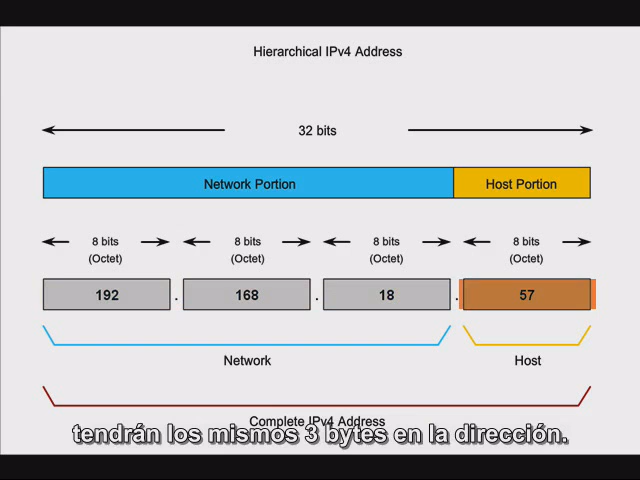 Hierarchical IPv4 Address
32 bits
Network Portion Host Portion
8 bits 8 bits 8 bits 8 bits
(Octet) (Octet) (Octet) (Octet)
192 . 168 . 18 . 57
Network Host
Complete IPv4 Address
tendrán los mismos 3 bytes en la dirección.